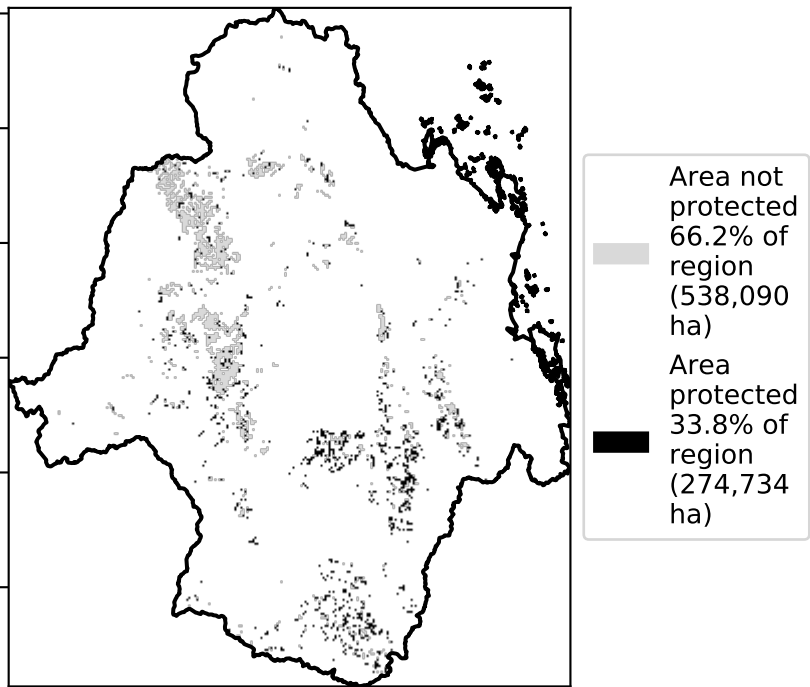 Area not
protected
66.2% of
region
(538,090
ha)
Area
protected
33.8% of
region
(274,734
ha)